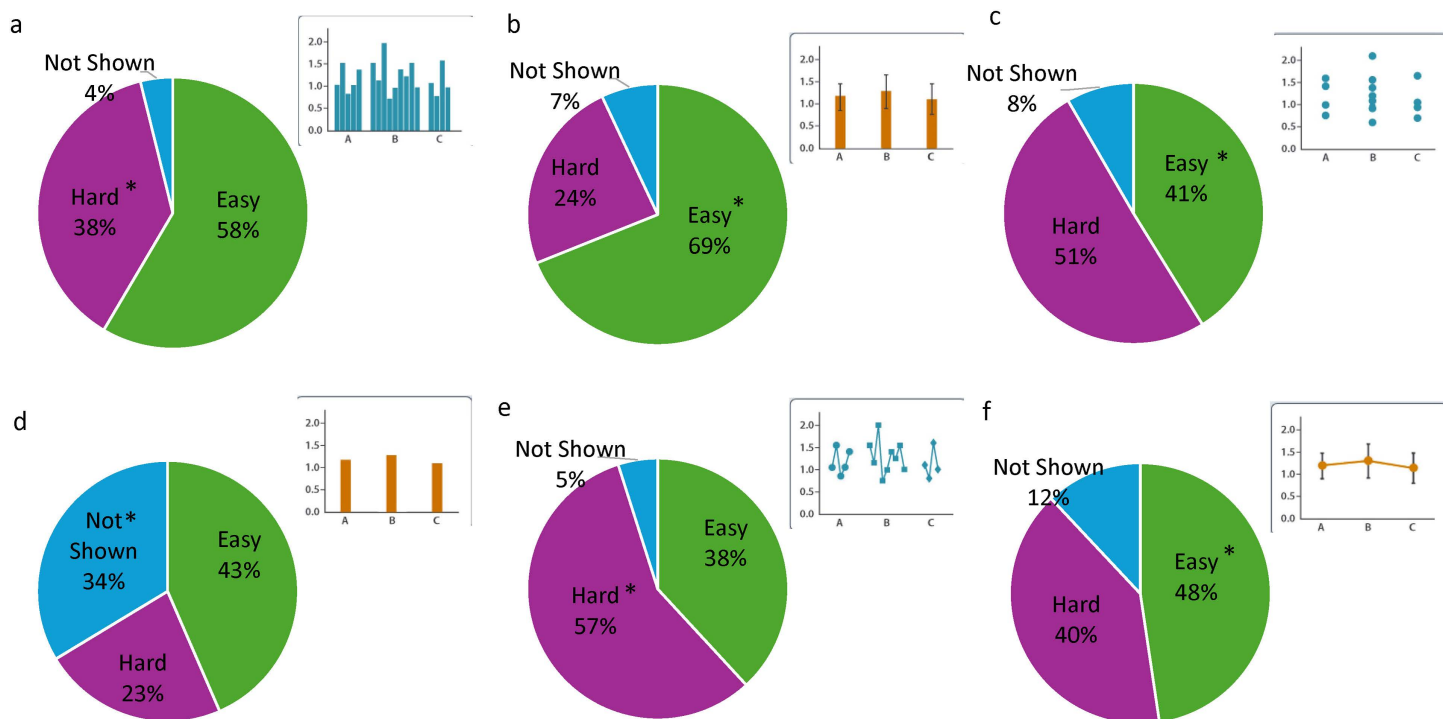 a
Not Shown
4%
Hard *
38%
Easy
58%
2.0
1.5
1.0
0.5
0.0
A B C
b
Not Shown
7%
Hard
24%
Easy *
69%
2.0
1.5
1.0
0.5
0.0
A B C
c
Not Shown
8%
Hard
51%
Easy *
41%
2.0
1.5
1.0
0.5
0.0
A B C
d
Not *
Shown
34%
Easy
43%
Hard
23%
2.0
1.5
1.0
0.5
0.0
A B C
e
Not Shown
5%
Hard *
57%
Easy
38%
2.0
1.5
1.0
0.5
0.0
A B C
f
Not Shown
12%
Hard
40%
Easy *
48%
2.0
1.5
1.0
0.5
0.0
A B C